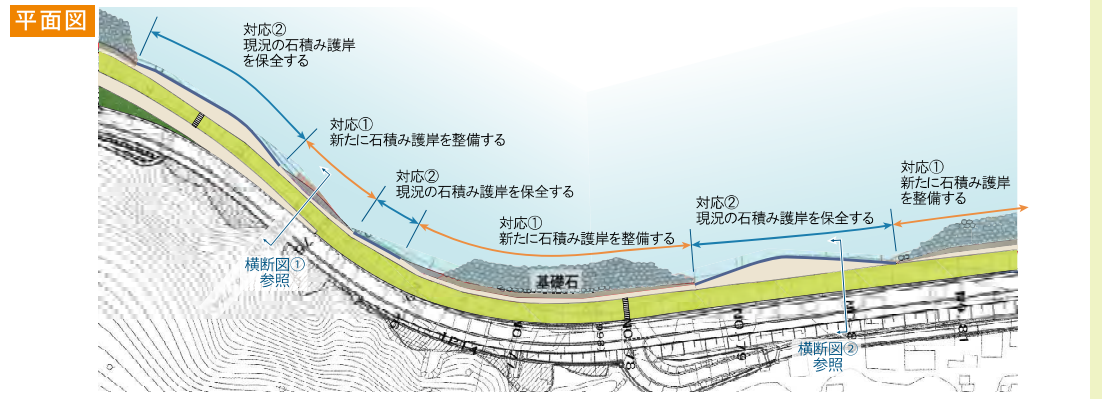 平面図
対応②
現況の石積み護岸
を保全する
対応①
新たに石積み護岸を整備する
対応②
現況の石積み護岸を保全する
対応①
新たに石積み護岸を整備する
対応②
現況の石積み護岸を保全する
対応①
新たに石積み護岸
を整備する
横断図①
参照
基礎石
横断図②
参照